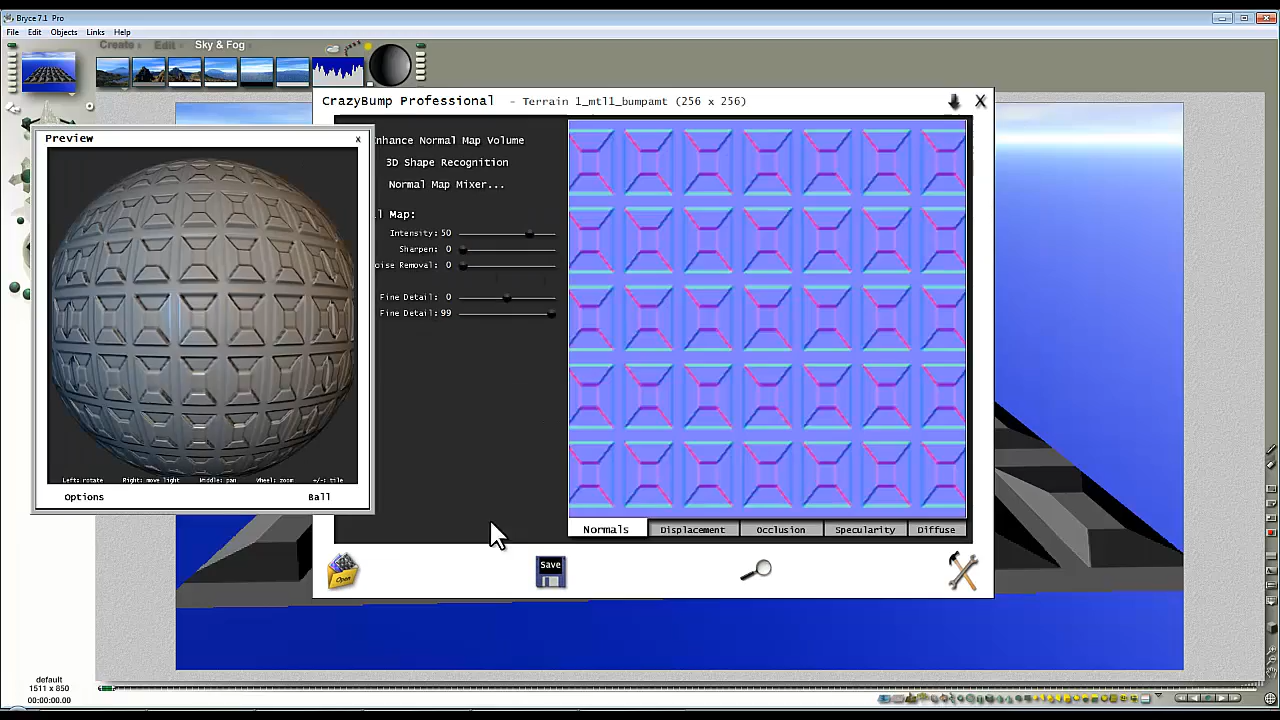 Bryce 7.1 Pro
File Edit Objects Links Help
Create Edit Sky & Fog
CrazyBump Professional - Terrain 1_mtl1_bumpamt (256 x 256)
Preview
nhance Normal Map Volume
3D Shape Recognition
Normal Map Mixer...
l Map:
Intensity: 50
Sharpen: 0
oise Removal: 0
Fine Detail: 0
Fine Detail: 99
Left: rotate Right: move light Middle: pan Wheel: zoom +/-: tile
Options Ball
Normals Displacement Occlusion Specularity Diffuse
Open
Save
default
1511 x 850
00:00:00.00